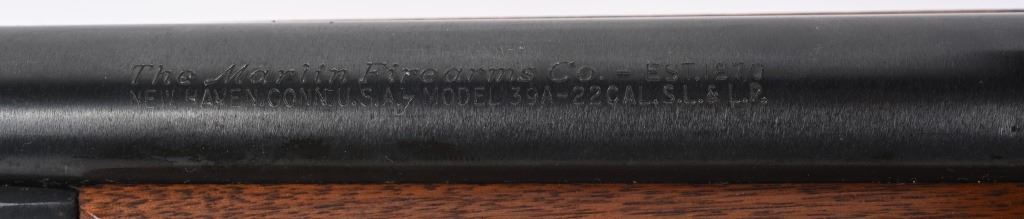 The Marlin Firearms Co. – EST. 1870
NEW HAVEN, CONN. U.S.A. – MODEL 39A–22 CAL. S.L. & L.R.